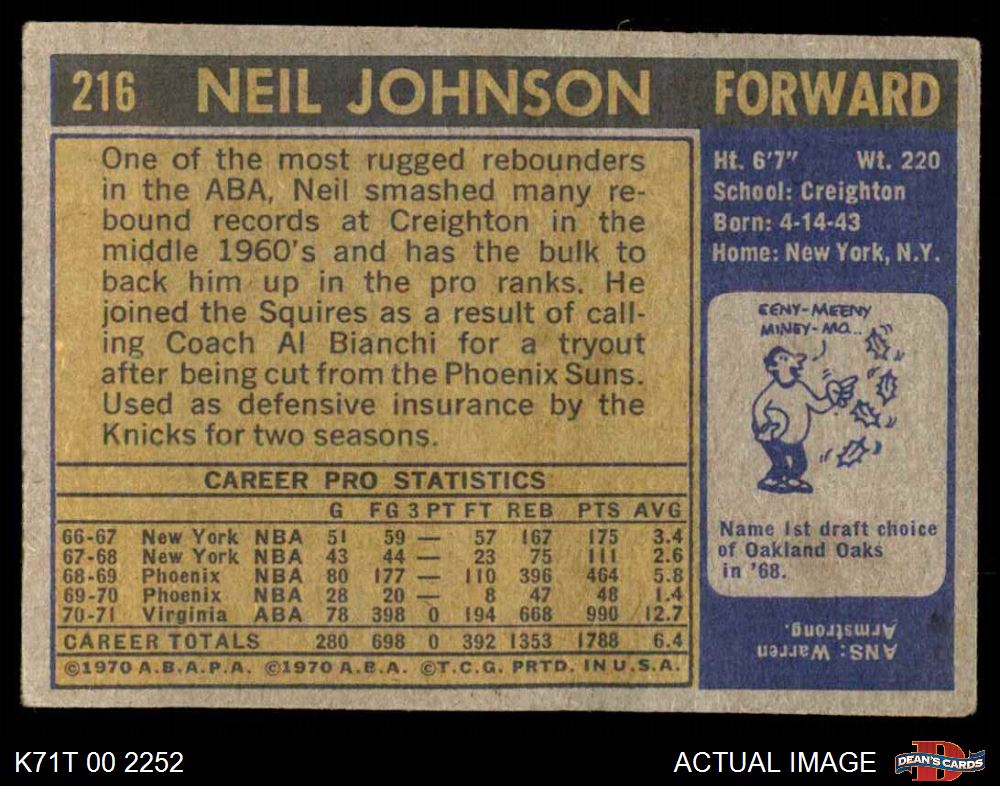 216 NEIL JOHNSON FORWARD
One of the most rugged rebounders
in the ABA, Neil smashed many re-
bound records at Creighton in the
middle 1960's and has the bulk to
back him up in the pro ranks. He
joined the Squires as a result of call-
ing Coach Al Bianchi for a tryout
after being cut from the Phoenix Suns.
Used as defensive insurance by the
Knicks for two seasons.
CAREER PRO STATISTICS
G FG 3 PT FT REB PTS AVG
66-67 New York NBA 51 59 — 57 167 175 3.4
67-68 New York NBA 43 44 — 23 75 111 2.6
68-69 Phoenix NBA 80 177 — 110 396 464 5.8
69-70 Phoenix NBA 28 20 — 8 47 48 1.4
70-71 Virginia ABA 78 398 0 194 668 990 12.7
CAREER TOTALS 280 698 0 392 1353 1788 6.4
©1970 A.B.A.P.A. ©1970 A.B.A. ©T.C.G. PRTD. IN U.S.A.
Ht. 6'7" Wt. 220
School: Creighton
Born: 4-14-43
Home: New York, N.Y.
EENY-MEENY
MINEY-MO...
Name 1st draft choice
of Oakland Oaks
in '68.
ANS: Warren
Armstrong.
K71T 00 2252 ACTUAL IMAGE DEAN'S CARDS